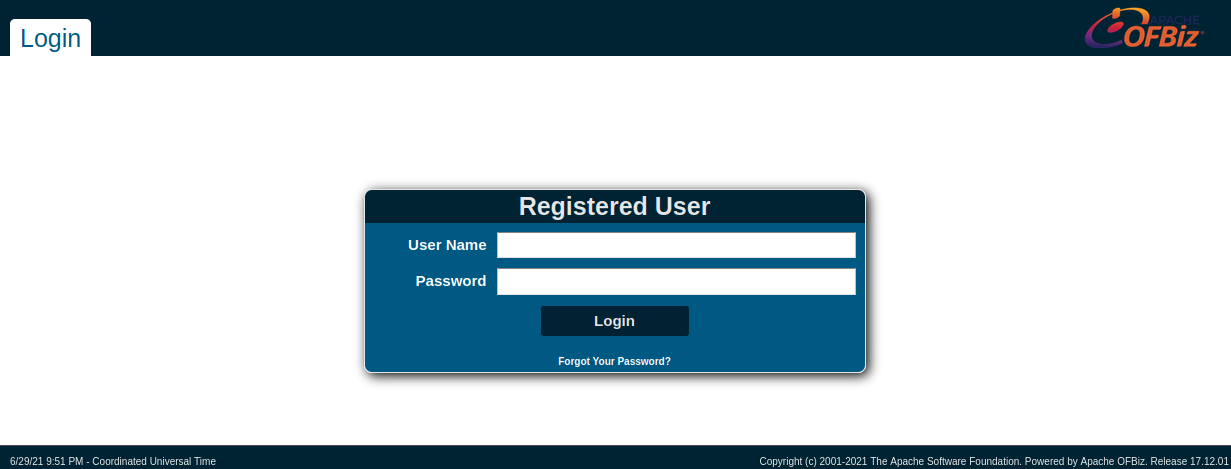 Login
APACHE
OFBiz
Registered User
User Name
Password
Login
Forgot Your Password?
6/29/21 9:51 PM - Coordinated Universal Time
Copyright (c) 2001-2021 The Apache Software Foundation. Powered by Apache OFBiz. Release 17.12.01